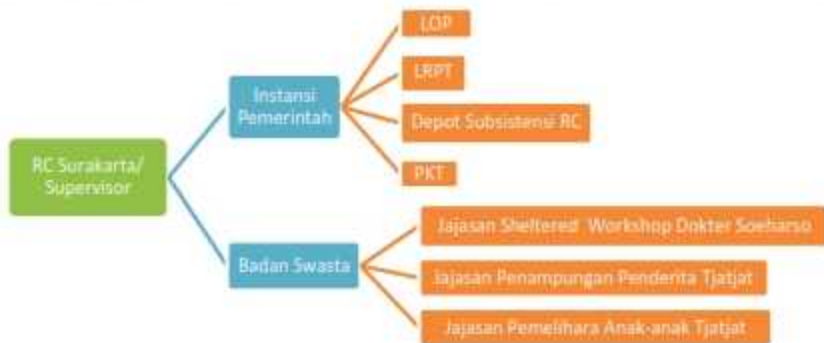 LOP
LRPT
Instansi
Pemerintah
Depot Subsistensi RC
PKT
RC Surakarta/
Supervisor
Jajasan Sheltered Workshop Dokter Soeharso
Badan Swasta
Jajasan Penampungan Penderita Tjatjat
Jajasan Pemelihara Anak-anak Tjatjat